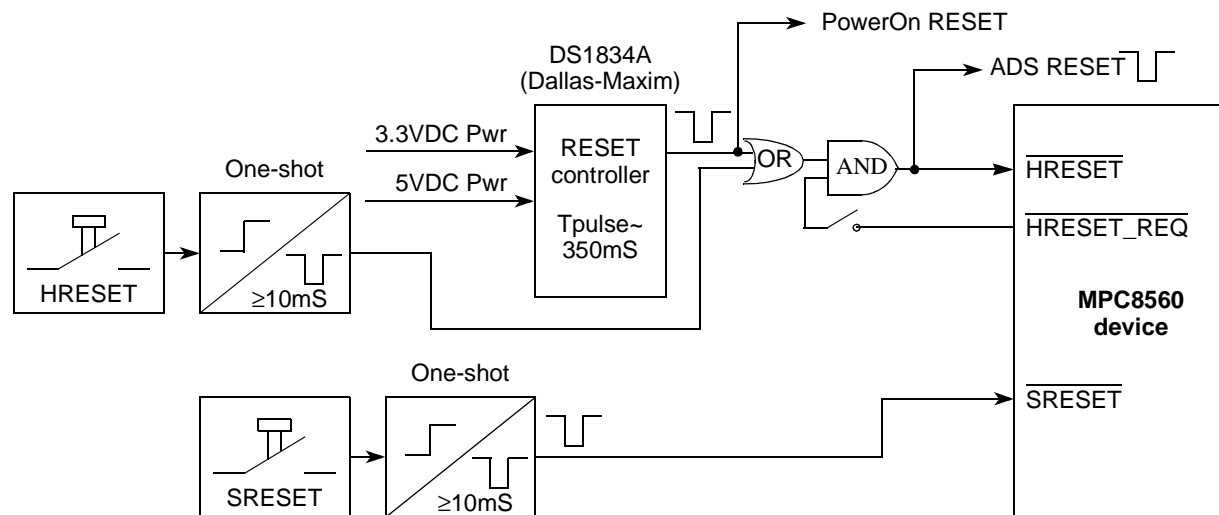 PowerOn RESET
DS1834A
(Dallas-Maxim)
ADS RESET
3.3VDC Pwr
RESET
controller
OR
AND
HRESET
One-shot
5VDC Pwr
Tpulse~
350mS
HRESET_REQ
HRESET
≥10mS
MPC8560
device
One-shot
SRESET
SRESET
≥10mS